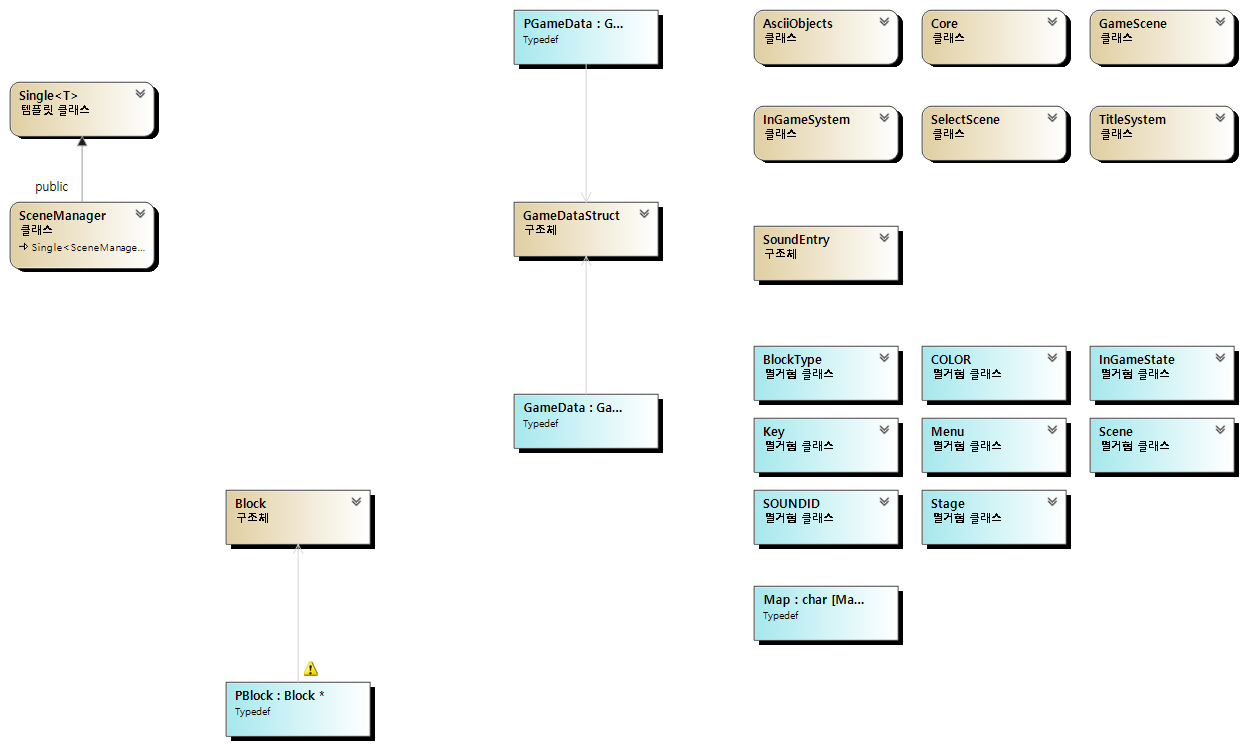 PGameData : G...
Typedef
AsciiObjects
클래스
Core
클래스
GameScene
클래스
Single<T>
템플릿 클래스
InGameSystem
클래스
SelectScene
클래스
TitleSystem
클래스
public
SceneManager
클래스
Single<SceneManage...
GameDataStruct
구조체
SoundEntry
구조체
BlockType
열거형 클래스
COLOR
열거형 클래스
InGameState
열거형 클래스
GameData : Ga...
Typedef
Key
열거형 클래스
Menu
열거형 클래스
Scene
열거형 클래스
Block
구조체
SOUNDID
열거형 클래스
Stage
열거형 클래스
Map : char [Ma...
Typedef
PBlock : Block *
Typedef